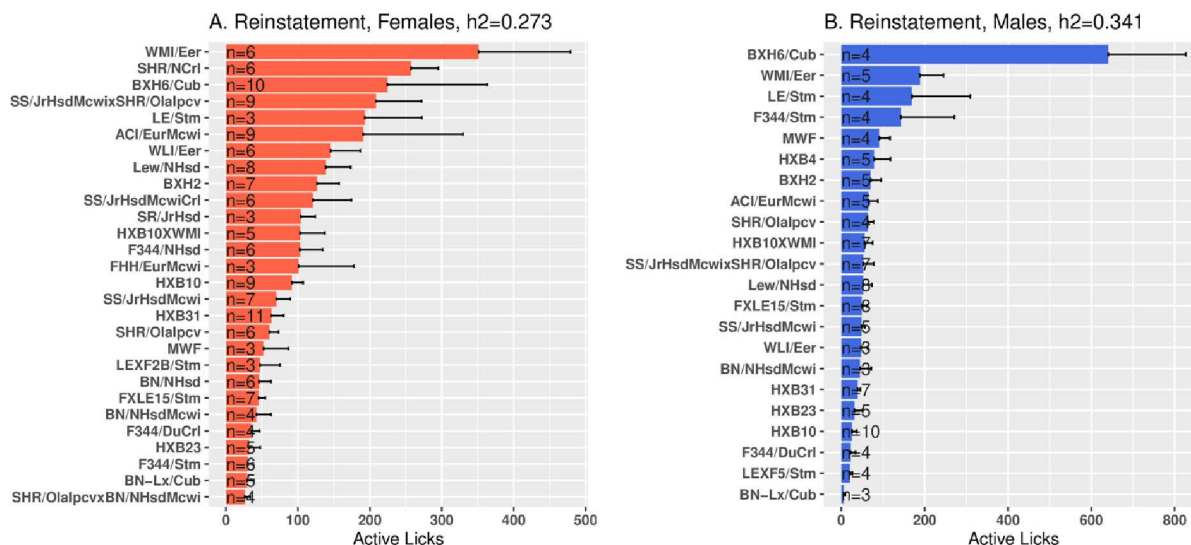 A. Reinstatement, Females, h2=0.273
WMI/Eer n=6
SHR/NCrl n=6
BXH6/Cub n=10
SS/JrHsdMcwixSHR/OlaIpcv n=9
LE/Stm n=3
ACI/EurMcwi n=9
WLI/Eer n=6
Lew/NHsd n=8
BXH2 n=7
SS/JrHsdMcwiCrl n=6
SR/JrHsd n=3
HXB10XWMI n=5
F344/NHsd n=6
FHH/EurMcwi n=3
HXB10 n=9
SS/JrHsdMcwi n=7
HXB31 n=11
SHR/OlaIpcv n=6
MWF n=3
LEXF2B/Stm n=3
BN/NHsd n=6
FXLE15/Stm n=7
BN/NHsdMcwi n=4
F344/DuCrl n=4
HXB23 n=5
F344/Stm n=6
BN-Lx/Cub n=5
SHR/OlaIpcvxBN/NHsdMcwi n=4
0 100 200 300 400 500
Active Licks
B. Reinstatement, Males, h2=0.341
BXH6/Cub n=4
WMI/Eer n=5
LE/Stm n=4
F344/Stm n=4
MWF n=4
HXB4 n=5
BXH2 n=5
ACI/EurMcwi n=5
SHR/OlaIpcv n=4
HXB10XWMI n=7
SS/JrHsdMcwixSHR/OlaIpcv n=7
Lew/NHsd n=8
FXLE15/Stm n=3
SS/JrHsdMcwi n=5
WLI/Eer n=3
BN/NHsdMcwi n=3
HXB31 n=7
HXB23 n=5
HXB10 n=10
F344/DuCrl n=4
LEXF5/Stm n=4
BN-Lx/Cub n=3
0 200 400 600 800
Active Licks